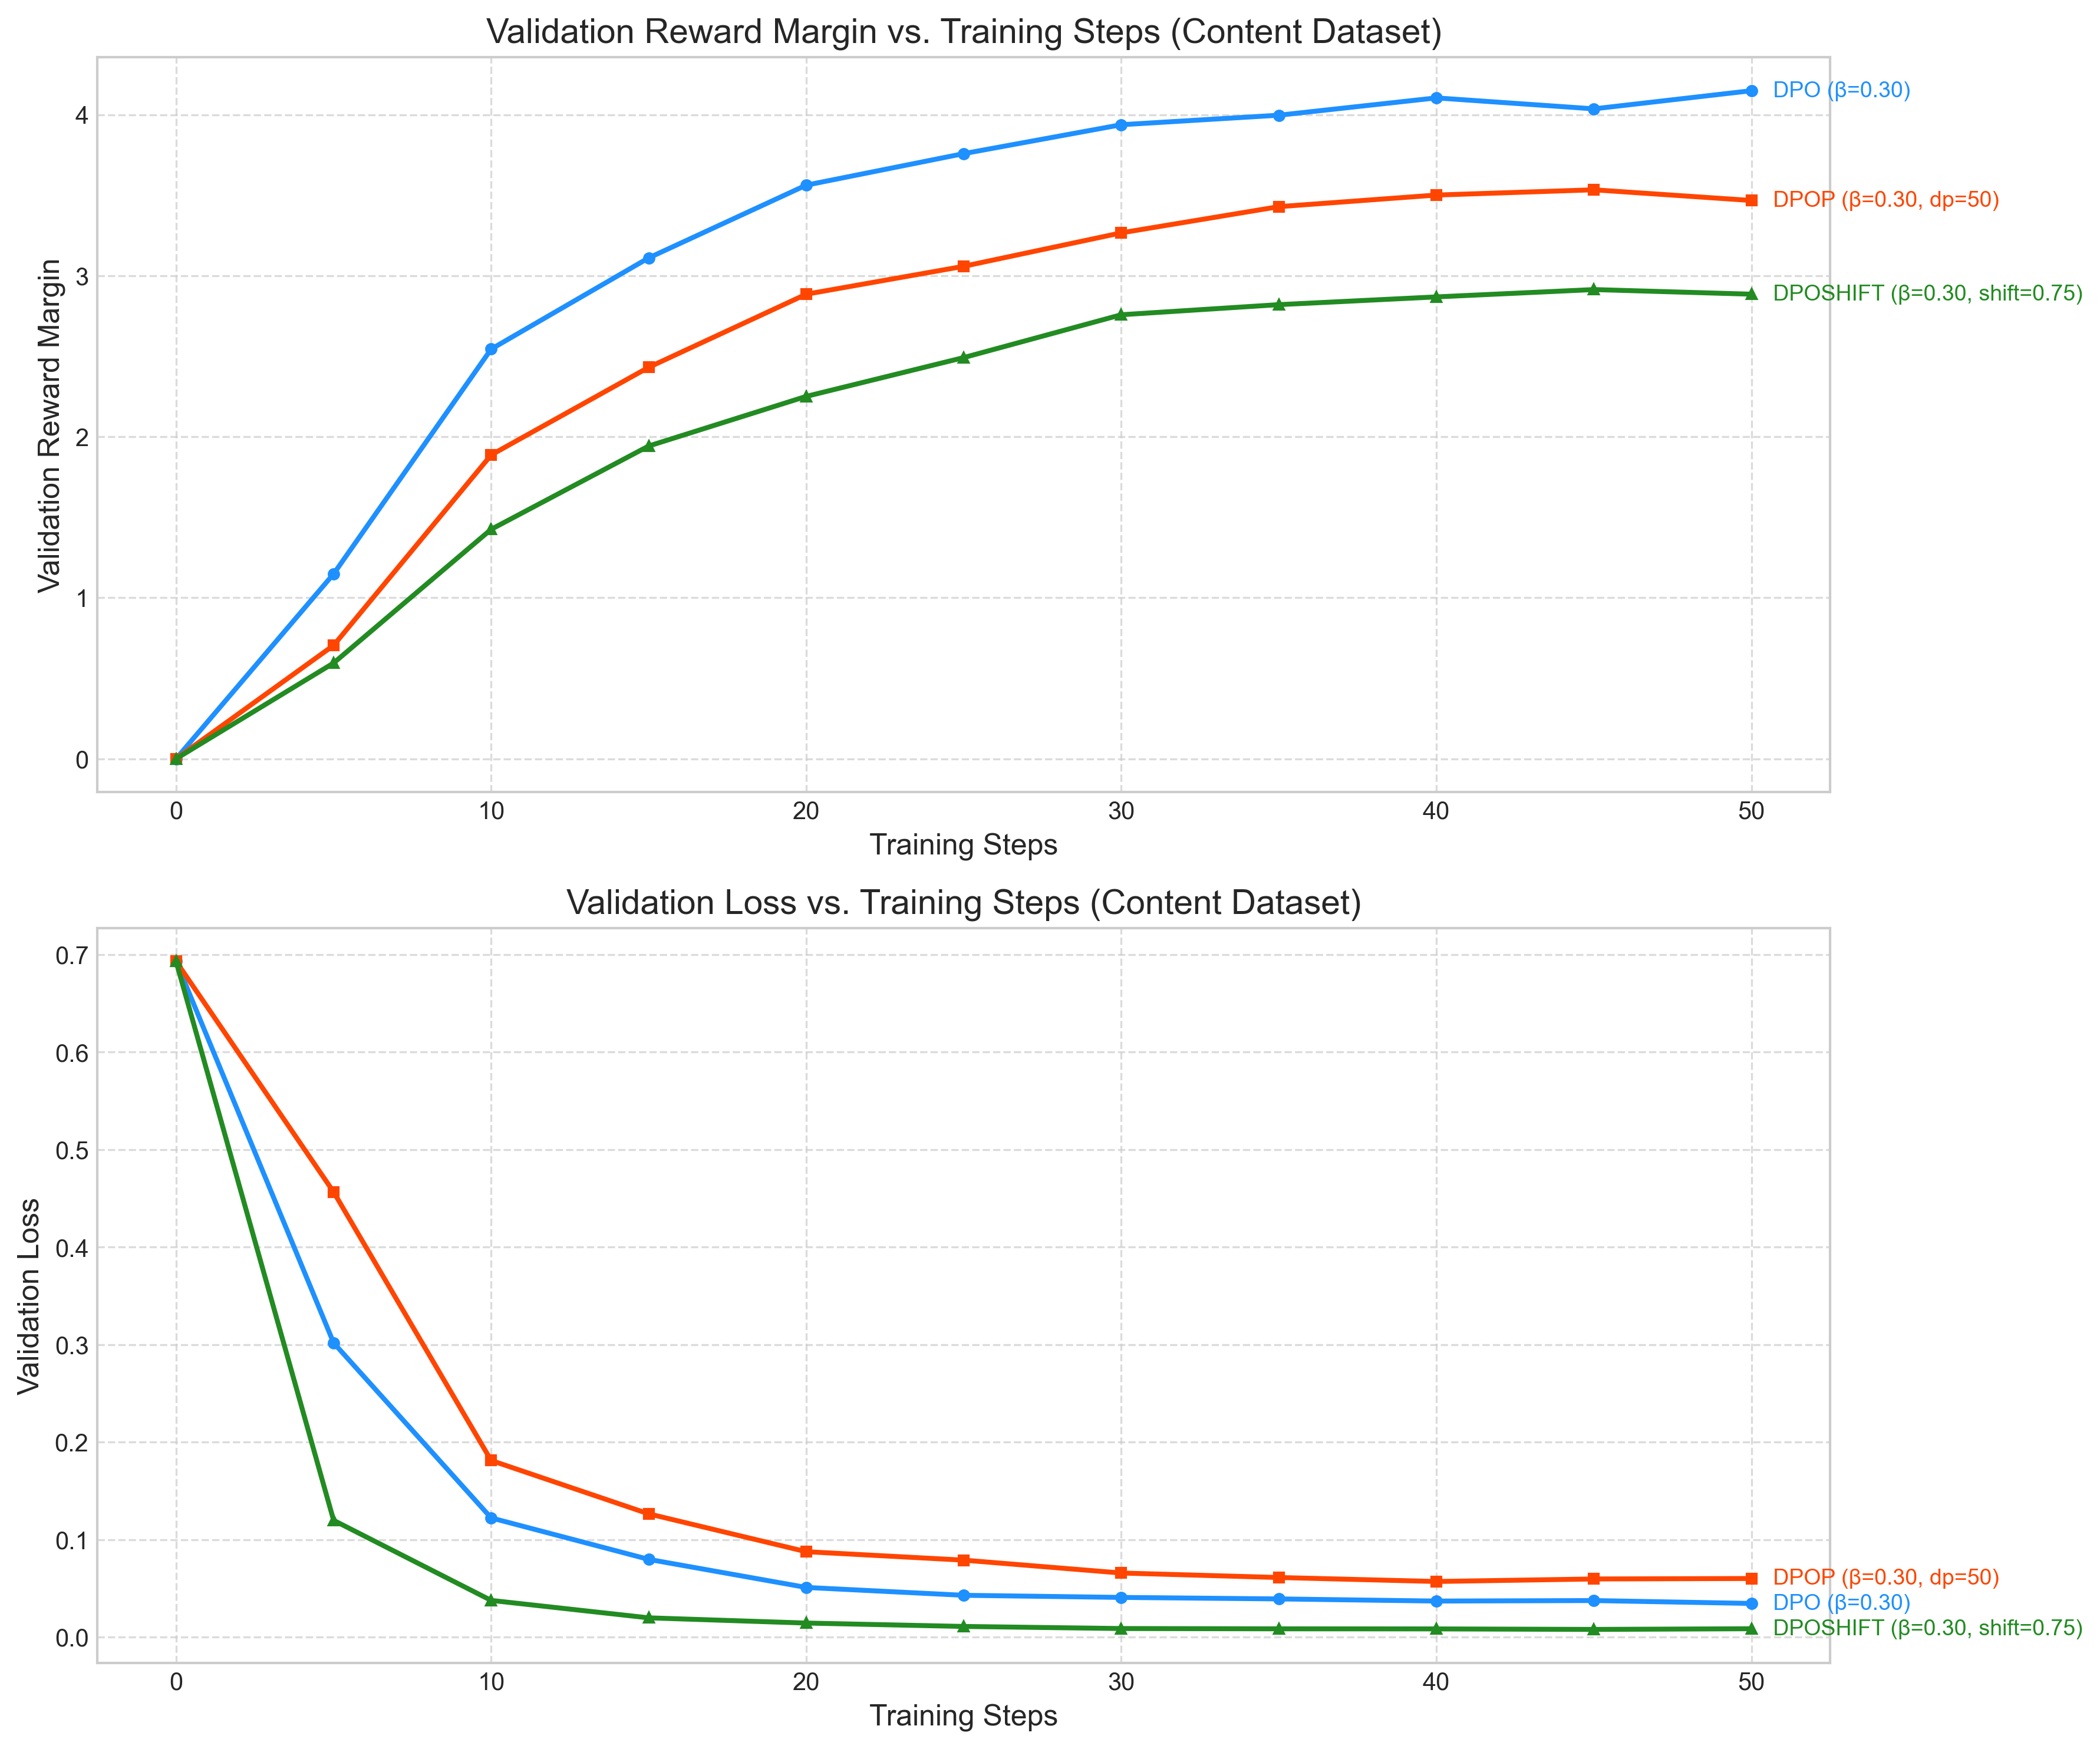 Validation Reward Margin vs. Training Steps (Content Dataset)
Validation Reward Margin
4
3
2
1
0
DPO (β=0.30)
DPOP (β=0.30, dp=50)
DPOSHIFT (β=0.30, shift=0.75)
0 10 20 30 40 50
Training Steps
Validation Loss vs. Training Steps (Content Dataset)
Validation Loss
0.7
0.6
0.5
0.4
0.3
0.2
0.1
0.0
DPOP (β=0.30, dp=50)
DPO (β=0.30)
DPOSHIFT (β=0.30, shift=0.75)
0 10 20 30 40 50
Training Steps